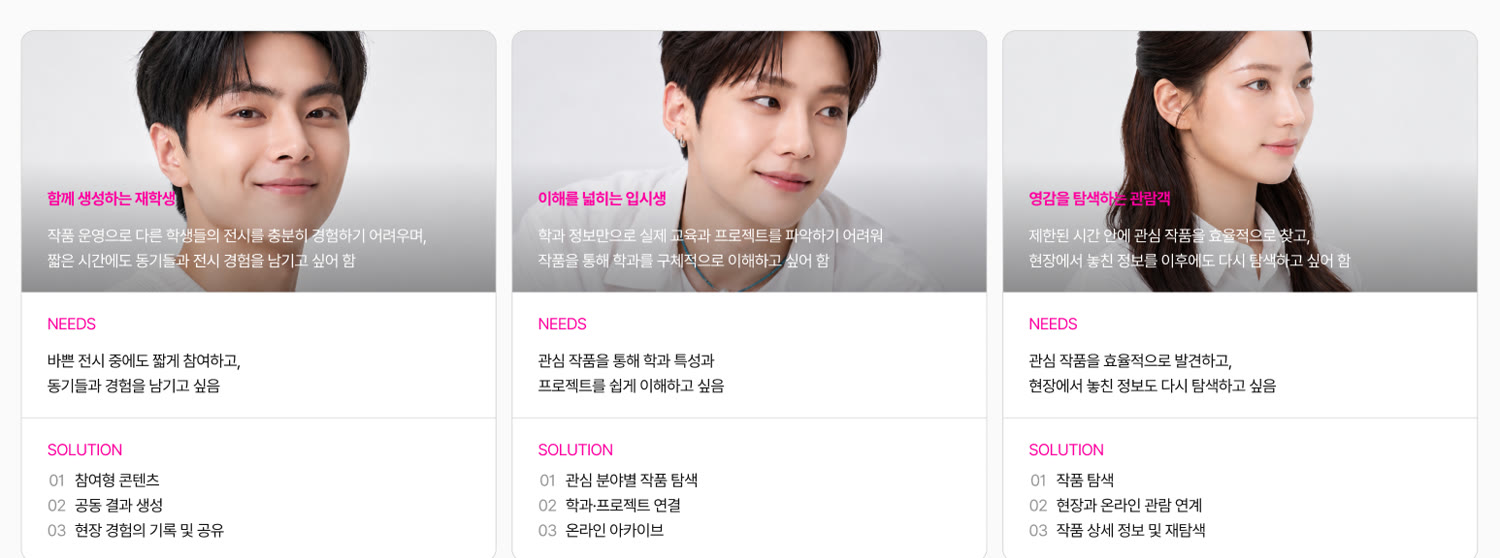 함께 생성하는 재학생
작품 운영으로 다른 학생들의 전시를 충분히 경험하기 어려우며,
짧은 시간에도 동기들과 전시 경험을 남기고 싶어 함
NEEDS
바쁜 전시 중에도 짧게 참여하고,
동기들과 경험을 남기고 싶음
SOLUTION
01 참여형 콘텐츠
02 공동 결과 생성
03 현장 경험의 기록 및 공유
이해를 넓히는 입시생
학과 정보만으로 실제 교육과 프로젝트를 파악하기 어려워
작품을 통해 학과를 구체적으로 이해하고 싶어 함
NEEDS
관심 작품을 통해 학과 특성과
프로젝트를 쉽게 이해하고 싶음
SOLUTION
01 관심 분야별 작품 탐색
02 학과·프로젝트 연결
03 온라인 아카이브
영감을 탐색하는 관람객
제한된 시간 안에 관심 작품을 효율적으로 찾고,
현장에서 놓친 정보를 이후에도 다시 탐색하고 싶어 함
NEEDS
관심 작품을 효율적으로 발견하고,
현장에서 놓친 정보도 다시 탐색하고 싶음
SOLUTION
01 작품 탐색
02 현장과 온라인 관람 연계
03 작품 상세 정보 및 재탐색